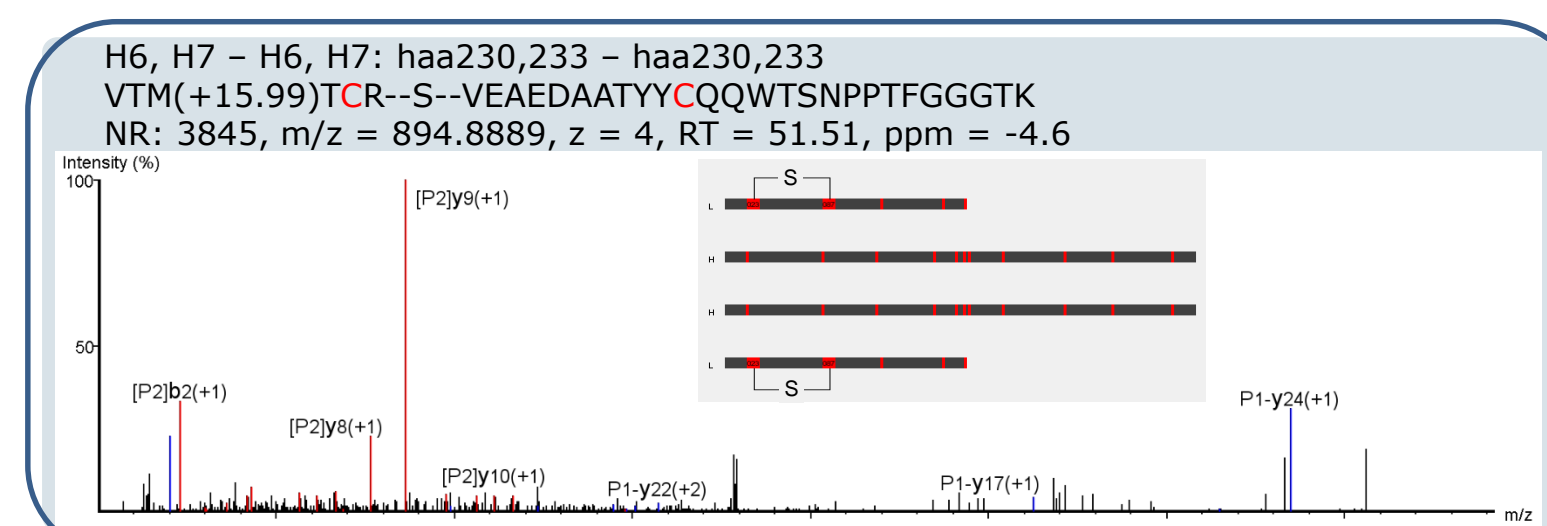 H6, H7 – H6, H7: haa230,233 – haa230,233
VTM(+15.99)TCR--S--VEAEDAATYYCQQWTSNPPTFGGGTK
NR: 3845, m/z = 894.8889, z = 4, RT = 51.51, ppm = -4.6
Intensity (%)
100
50
[P2]b2(+1)
[P2]y8(+1)
[P2]y9(+1)
[P2]y10(+1)
P1-y22(+2)
P1-y17(+1)
P1-y24(+1)
m/z
S
L
H
H
L
S